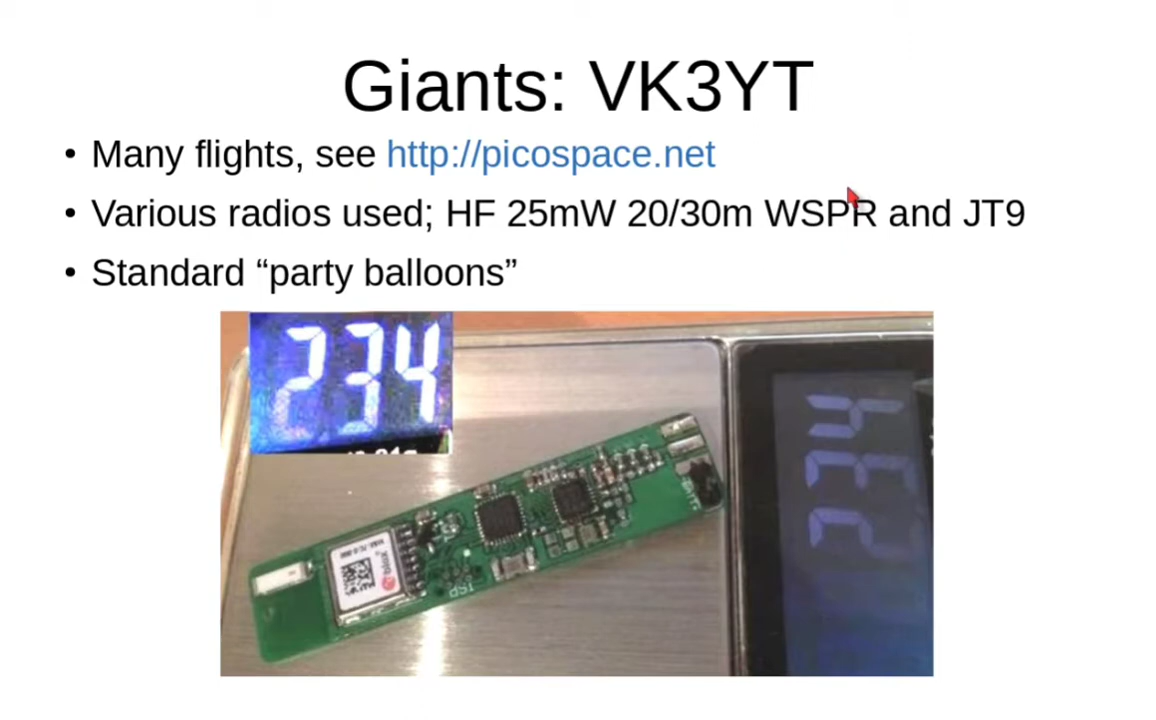 Giants: VK3YT
• Many flights, see http://picospace.net
• Various radios used; HF 25mW 20/30m WSPR and JT9
• Standard “party balloons”
234
234
ISP